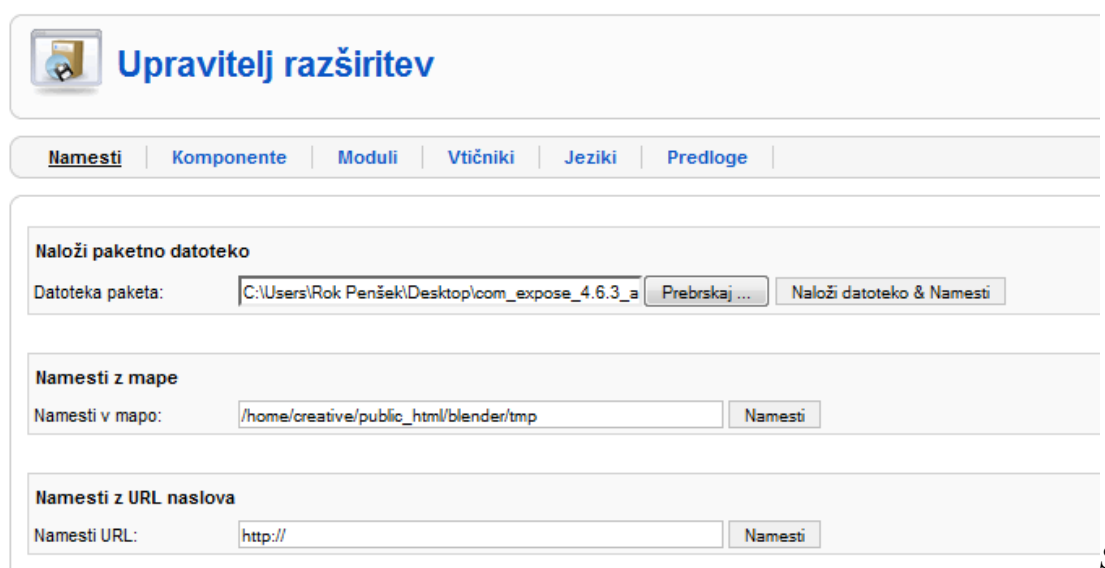 Upravitelj razširitev
Namesti Komponente Moduli Vtičniki Jeziki Predloge
Naloži paketno datoteko
Datoteka paketa: C:\Users\Rok Penšek\Desktop\com_expose_4.6.3_a Prebrskaj ... Naloži datoteko & Namesti
Namesti z mape
Namesti v mapo: /home/creative/public_html/blender/tmp Namesti
Namesti z URL naslova
Namesti URL: http:// Namesti